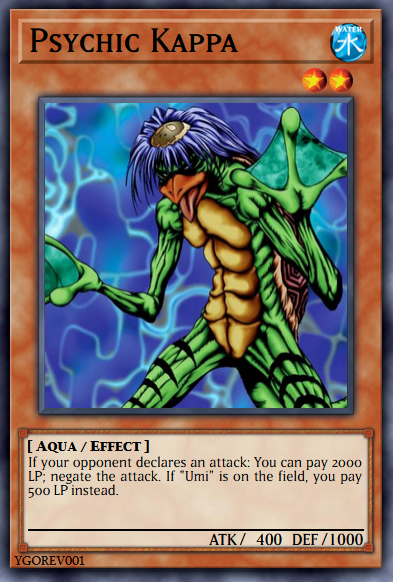 Psychic Kappa
WATER
水
[ Aqua / Effect ]
If your opponent declares an attack: You can pay 2000
LP; negate the attack. If "Umi" is on the field, you pay
500 LP instead.
ATK / 400 DEF /1000
YGOREV001